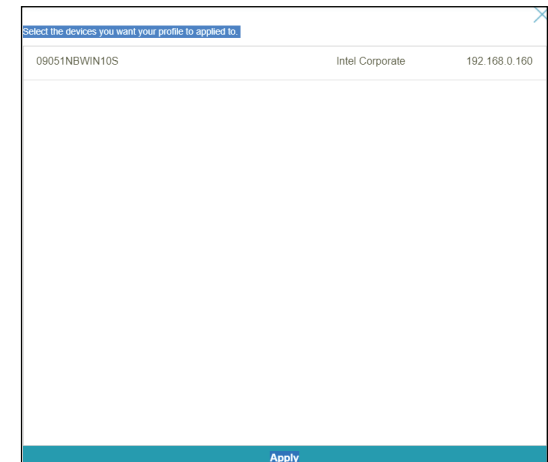 Select the devices you want your profile to applied to.
09051NBWIN10S Intel Corporate 192.168.0.160
Apply